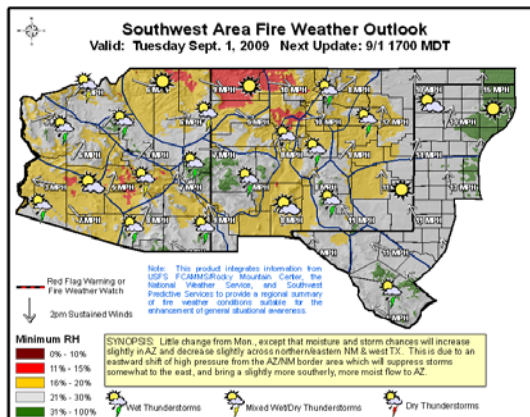 Southwest Area Fire Weather Outlook
Valid: Tuesday Sept. 1, 2009 Next Update: 9/1 1700 MDT
Note: This product integrates information from
USFS FCAMMS/Rocky Mountain Center, the
National Weather Service, and Southwest
Predictive Services to provide a regional summary
of fire weather conditions suitable for the
enhancement of general situational awareness.
Red Flag Warning or
Fire Weather Watch
2pm Sustained Winds
Minimum RH
0% - 10%
11% - 15%
16% - 20%
21% - 30%
31% - 100%
SYNOPSIS: Little change from Mon., except that moisture and storm chances will increase
slightly in AZ and decrease slightly across northern/eastern NM & west TX. This is due to an
eastward shift of high pressure from the AZ/NM border area which will suppress storms
somewhat to the east, and bring a slightly more southerly, more moist flow to AZ.
Wet Thunderstorms
Mixed Wet/Dry Thunderstorms
Dry Thunderstorms